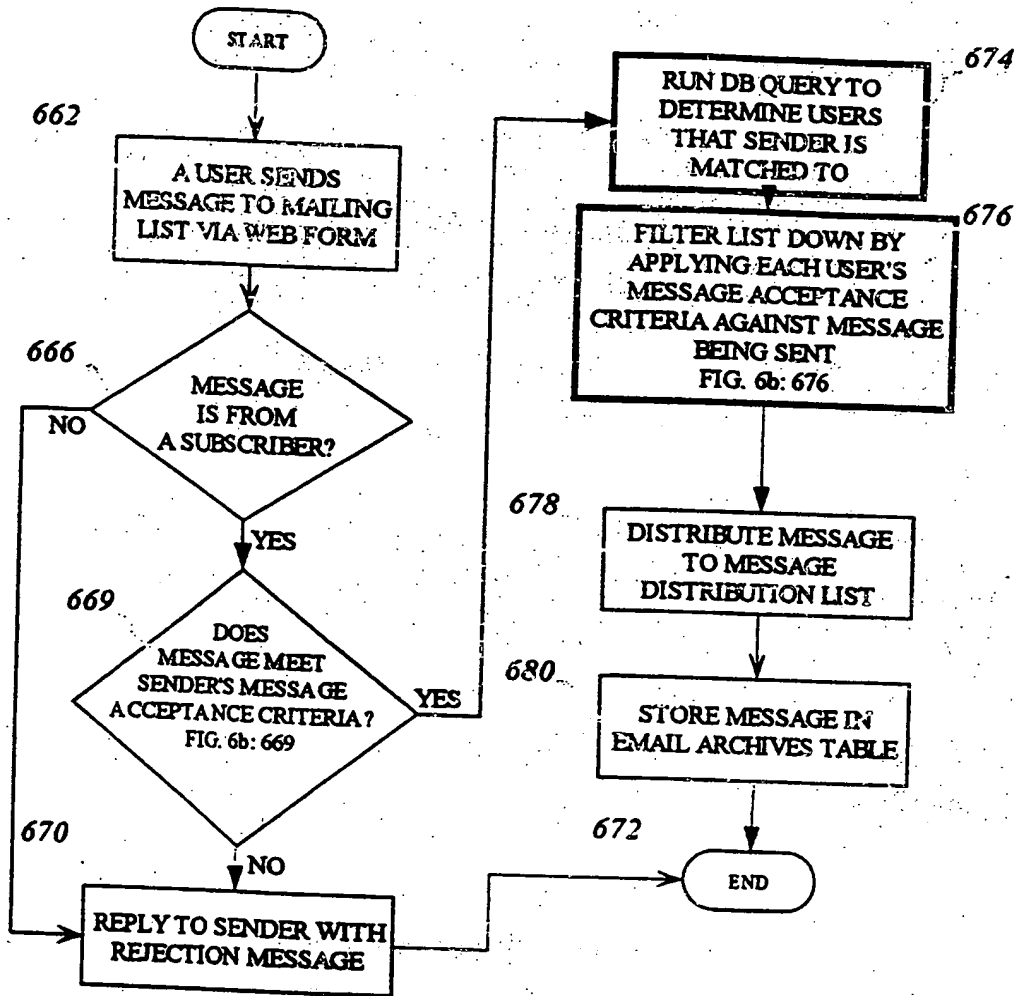 START
662
A USER SENDS
MESSAGE TO MAILING
LIST VIA WEB FORM
666
MESSAGE
IS FROM
A SUBSCRIBER?
NO
YES
669
DOES
MESSAGE MEET
SENDER'S MESSAGE
ACCEPTANCE CRITERIA?
FIG. 6b: 669
YES
NO
670
REPLY TO SENDER WITH
REJECTION MESSAGE
674
RUN DB QUERY TO
DETERMINE USERS
THAT SENDER IS
MATCHED TO
676
FILTER LIST DOWN BY
APPLYING EACH USER'S
MESSAGE ACCEPTANCE
CRITERIA AGAINST MESSAGE
BEING SENT
FIG. 6b: 676
678
DISTRIBUTE MESSAGE
TO MESSAGE
DISTRIBUTION LIST
680
STORE MESSAGE IN
EMAIL ARCHIVES TABLE
672
END